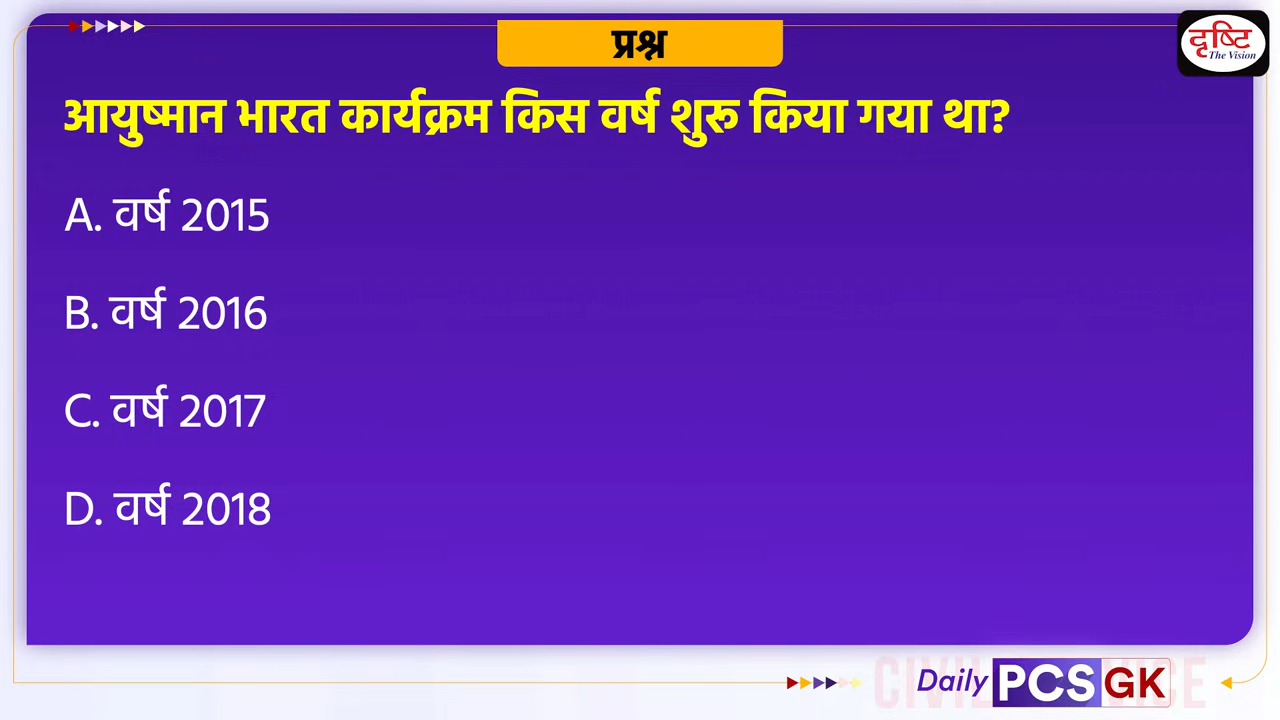 प्रश्न
दृष्टि
The Vision
आयुष्मान भारत कार्यक्रम किस वर्ष शुरू किया गया था?
A. वर्ष 2015
B. वर्ष 2016
C. वर्ष 2017
D. वर्ष 2018
Daily PCS GK